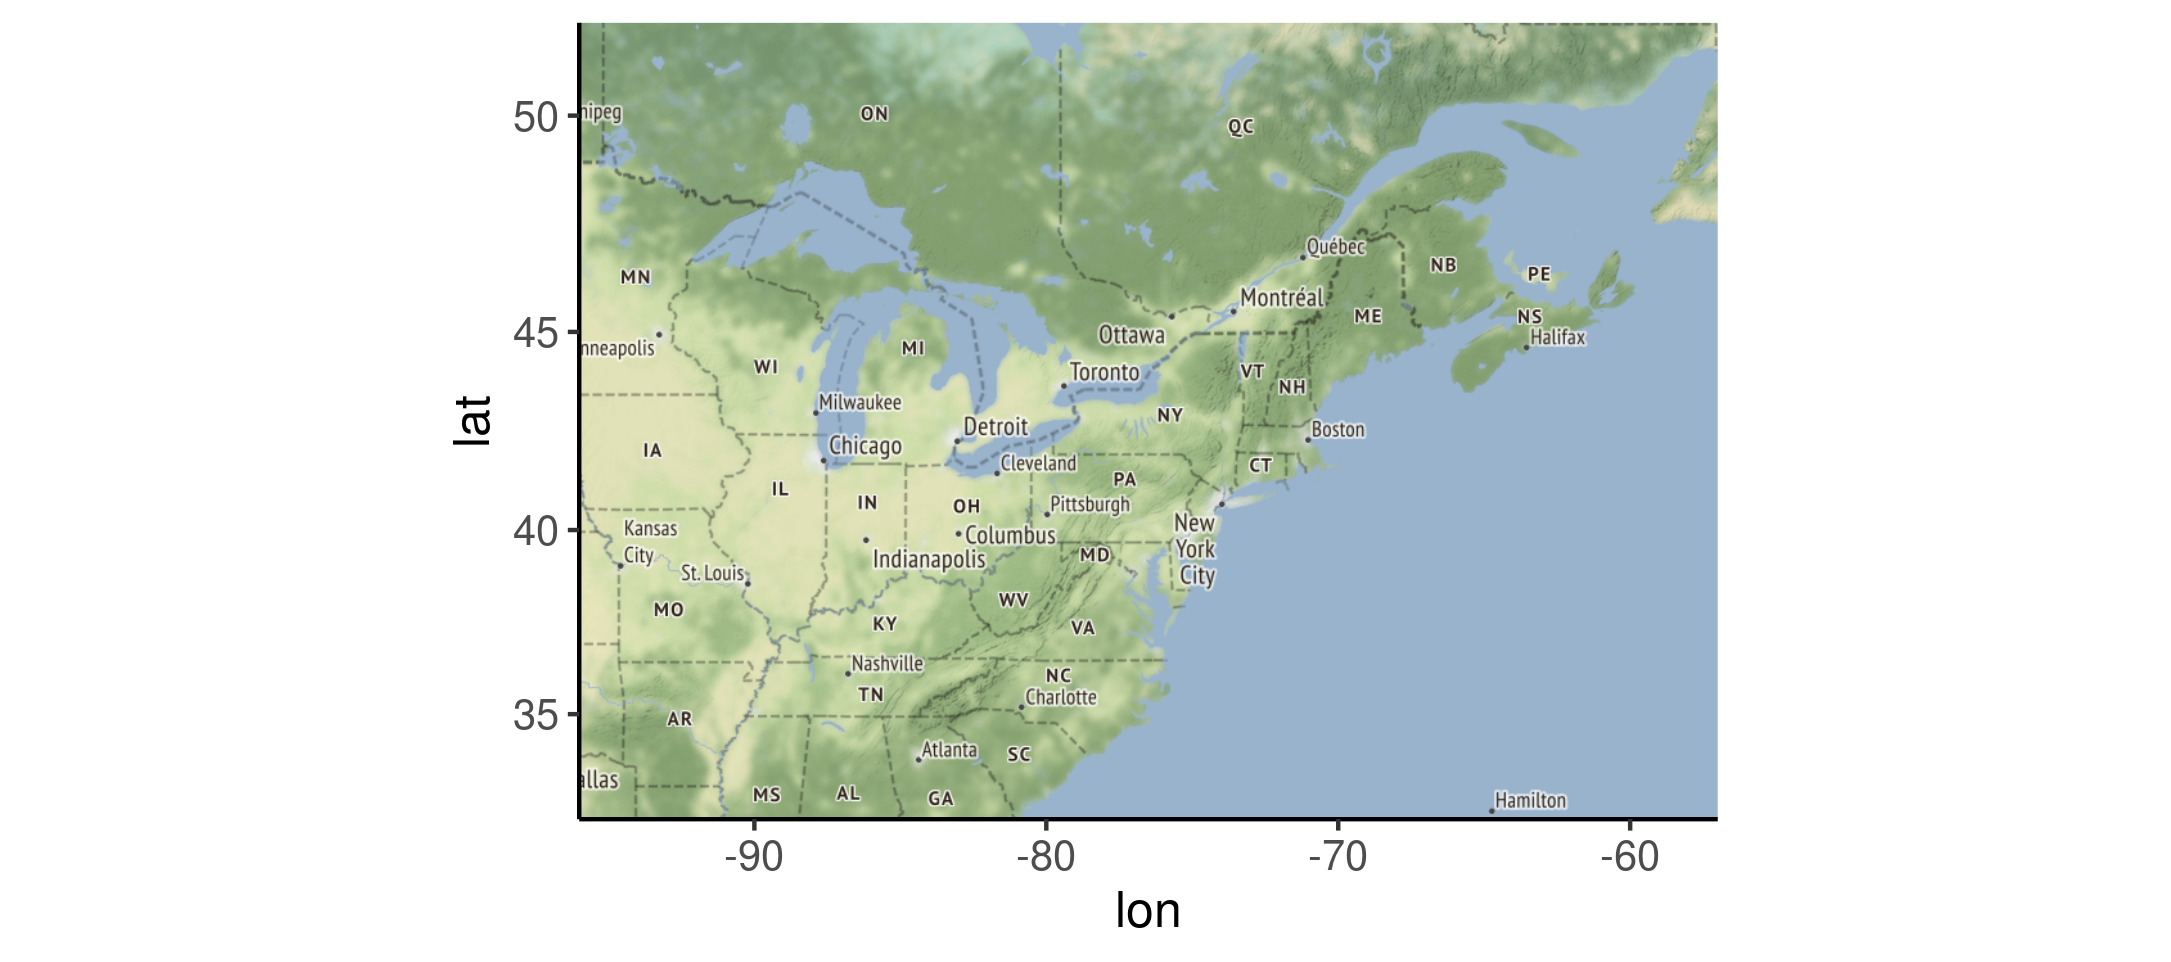 50
45
40
35
lat
-90
-80
-70
-60
lon
nipeg
ON
QC
Québec
NB
PE
MN
Montréal
ME
NS
Halifax
Ottawa
nneapolis
MI
WI
VT
Toronto
NH
Milwaukee
NY
Detroit
Boston
Chicago
IA
Cleveland
CT
PA
IL
IN
OH
Pittsburgh
Kansas
City
Columbus
New
York
City
Indianapolis
MD
St. Louis
MO
WV
KY
VA
Nashville
NC
TN
Charlotte
AR
Atlanta
SC
allas
MS
AL
GA
Hamilton